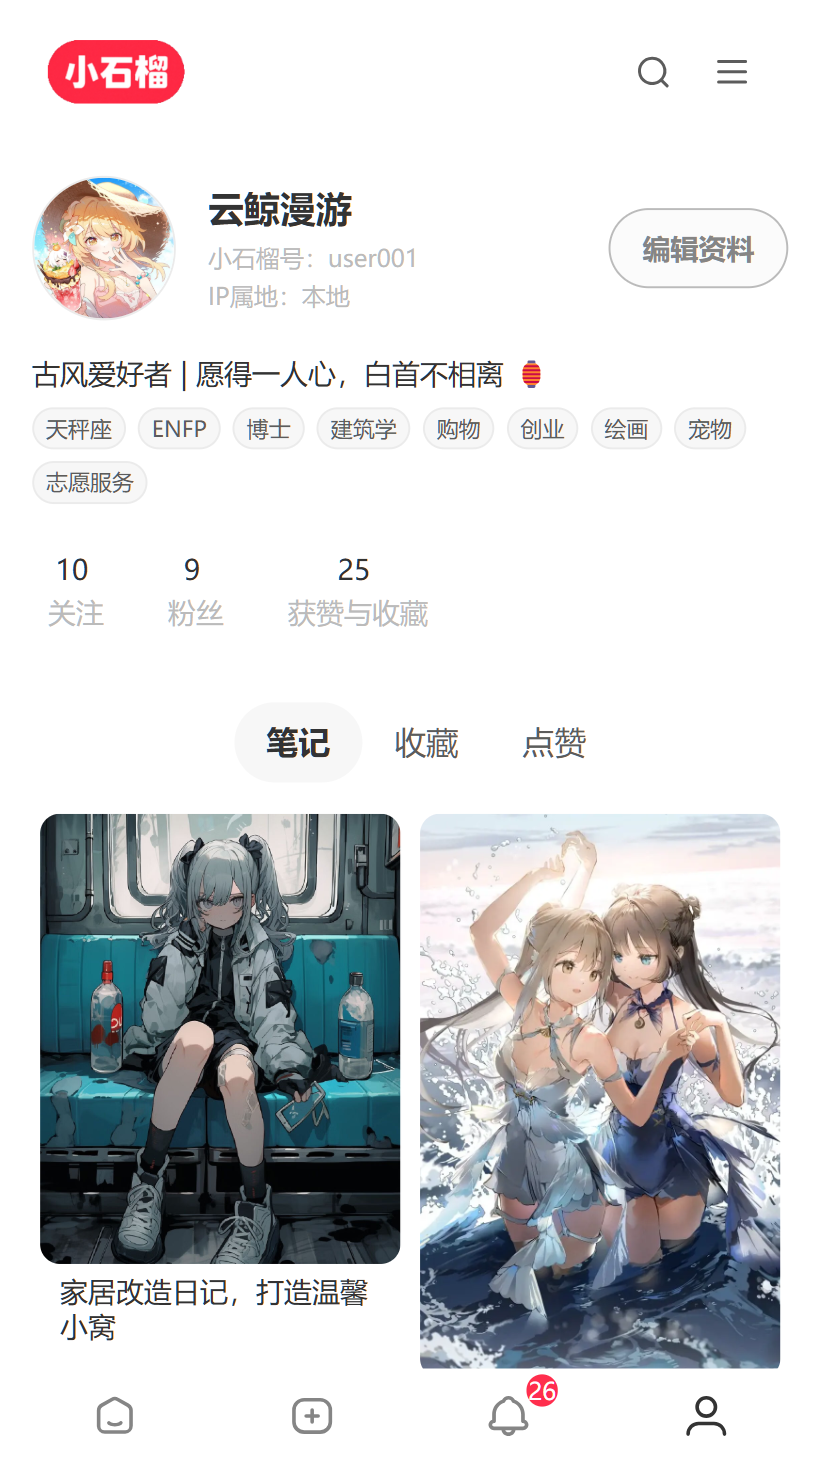 小石榴
云鲸漫游
小石榴号：user001
IP属地：本地
编辑资料
古风爱好者 | 愿得一人心，白首不相离 🏮
天秤座 ENFP 博士 建筑学 购物 创业 绘画 宠物
志愿服务
10 9 25
关注 粉丝 获赞与收藏
笔记 收藏 点赞
家居改造日记，打造温馨
小窝
26